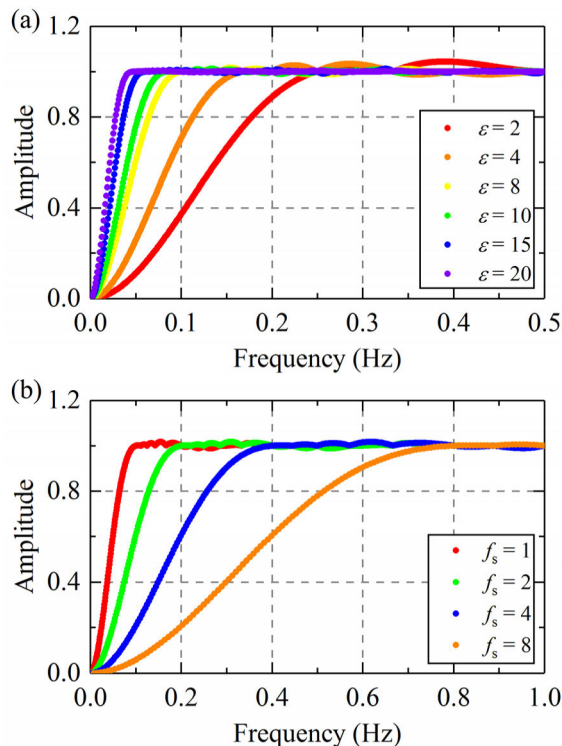 (a)
1.2
0.8
0.4
0.0
Amplitude
ε = 2
ε = 4
ε = 8
ε = 10
ε = 15
ε = 20
0.0 0.1 0.2 0.3 0.4 0.5
Frequency (Hz)
(b)
1.2
0.8
0.4
0.0
Amplitude
fs = 1
fs = 2
fs = 4
fs = 8
0.0 0.2 0.4 0.6 0.8 1.0
Frequency (Hz)